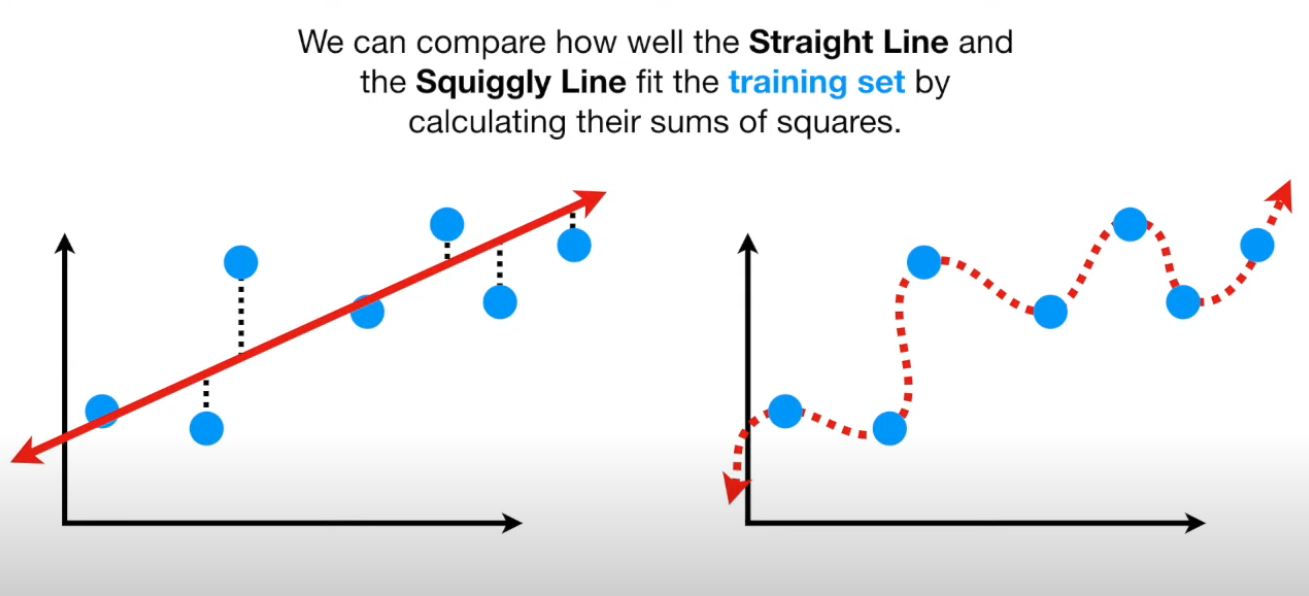 We can compare how well the Straight Line and
the Squiggly Line fit the training set by
calculating their sums of squares.